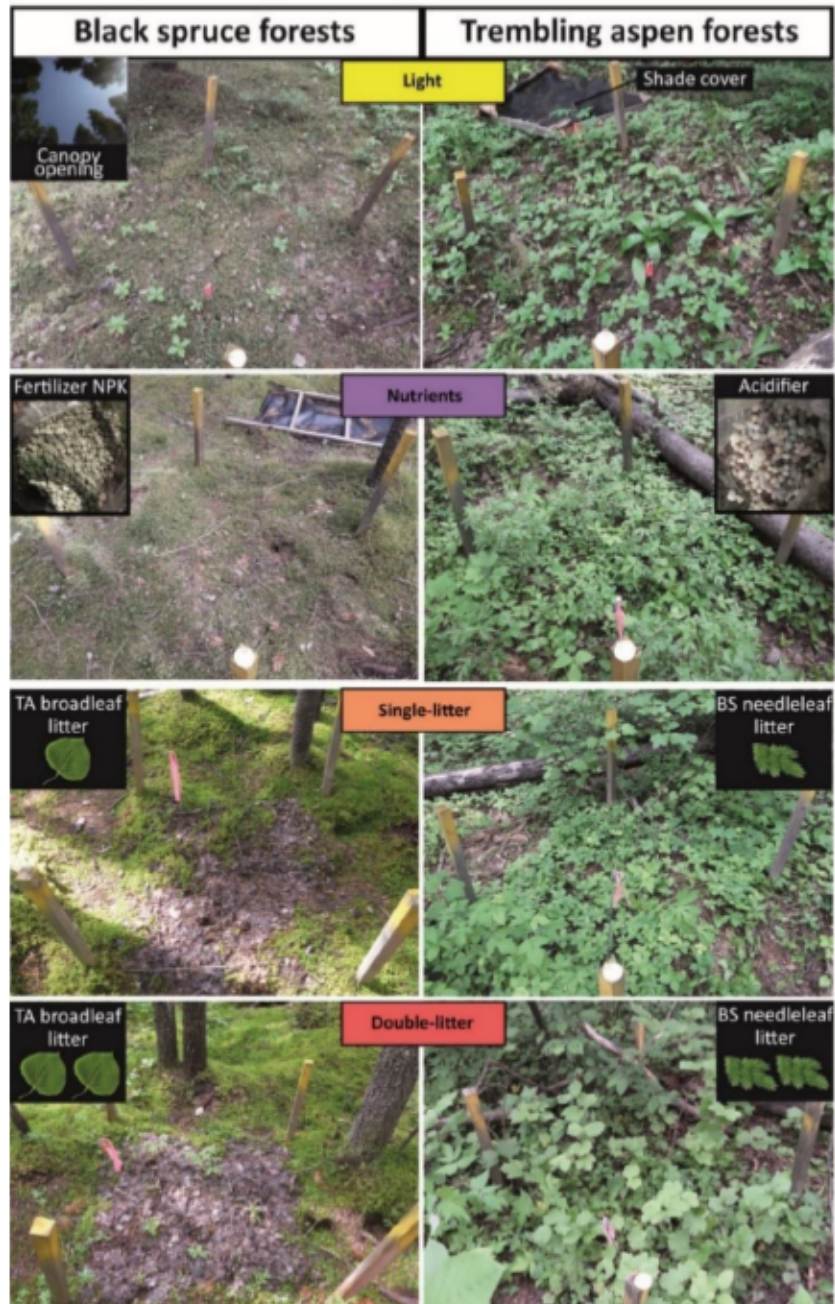 Black spruce forests
Trembling aspen forests
Light
Shade cover
Canopy
opening
Fertilizer NPK
Nutrients
Acidifier
TA broadleaf
litter
Single-litter
BS needleleaf
litter
TA broadleaf
litter
Double-litter
BS needleleaf
litter